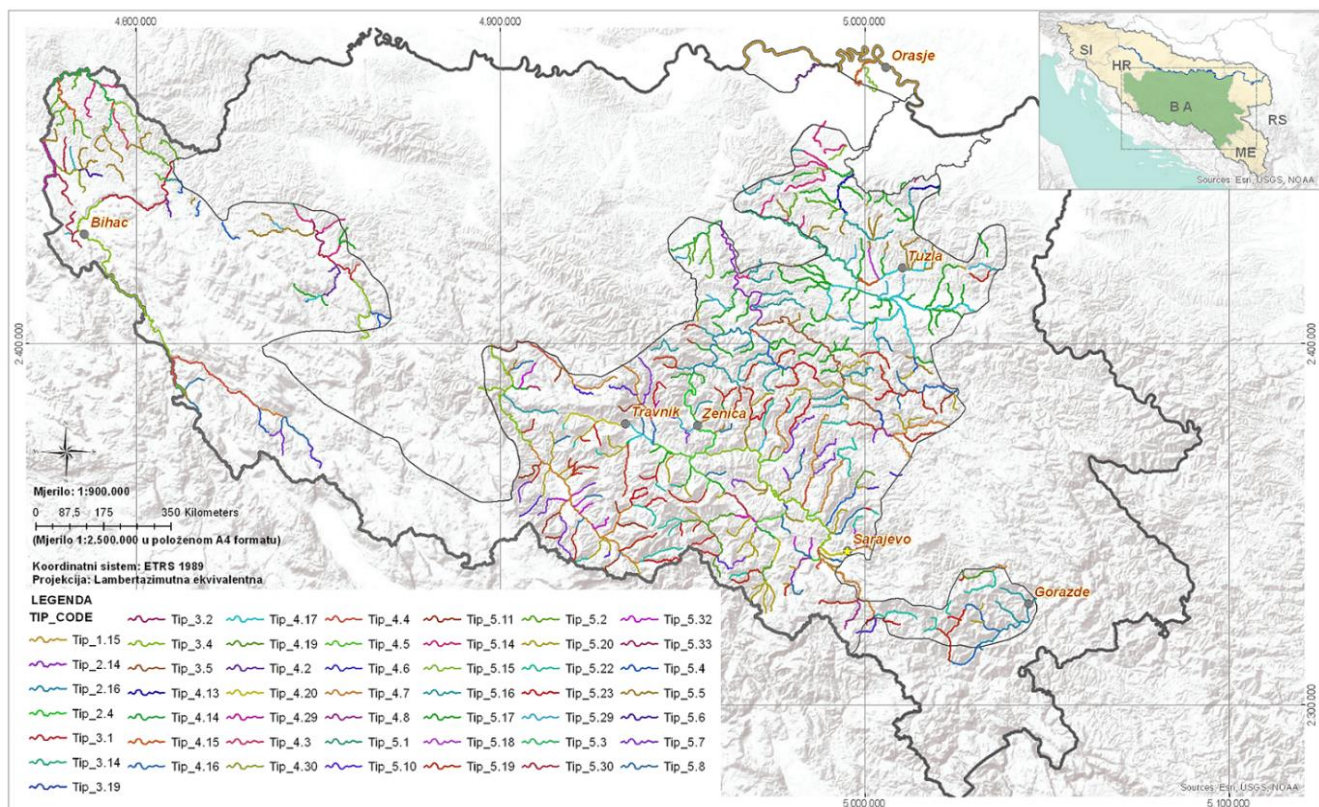 4.800.000
4.900.000
5.000.000
SI
HR
B A
RS
ME
Sources: Esri, USGS, NOAA
Orasje
Bihac
Tuzla
2.400.000
2.400.000
Travnik
Zenica
Sarajevo
Gorazde
Mjerilo: 1:900.000
0 87.5 175 350 Kilometers
(Mjerilo 1:2.500.000 u položenom A4 formatu)
Koordinatni sistem: ETRS 1989
Projekcija: Lambertazimutna ekvivalentna
LEGENDA
TIP_CODE
Tip_1.15
Tip_2.14
Tip_2.16
Tip_2.4
Tip_3.1
Tip_3.14
Tip_3.19
Tip_3.2
Tip_3.4
Tip_3.5
Tip_4.13
Tip_4.14
Tip_4.15
Tip_4.16
Tip_4.17
Tip_4.19
Tip_4.2
Tip_4.20
Tip_4.29
Tip_4.3
Tip_4.30
Tip_4.4
Tip_4.5
Tip_4.6
Tip_4.7
Tip_4.8
Tip_5.1
Tip_5.10
Tip_5.11
Tip_5.14
Tip_5.15
Tip_5.16
Tip_5.17
Tip_5.18
Tip_5.19
Tip_5.2
Tip_5.20
Tip_5.22
Tip_5.23
Tip_5.29
Tip_5.3
Tip_5.30
Tip_5.32
Tip_5.33
Tip_5.4
Tip_5.5
Tip_5.6
Tip_5.7
Tip_5.8
2.300.000
Sources: Esri, USGS, NOAA
5.000.000
5.100.000